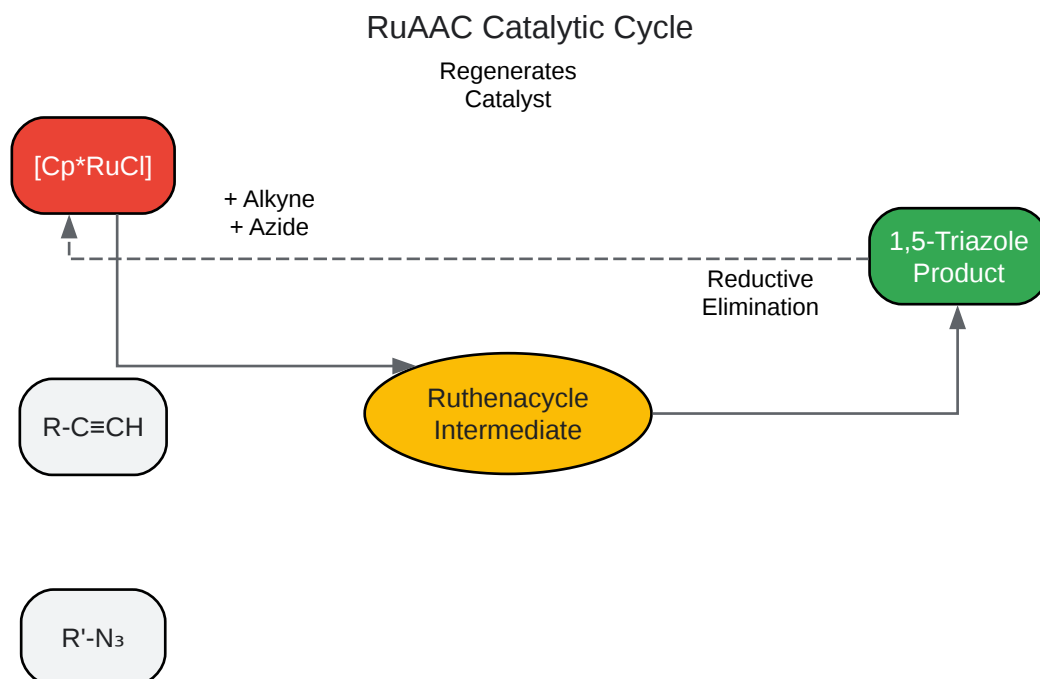 RuAAC Catalytic Cycle
Regenerates
Catalyst
[Cp*RuCl]
+ Alkyne
+ Azide
1,5-Triazole
Product
Reductive
Elimination
Ruthenacycle
Intermediate
R-C≡CH
R'-N₃